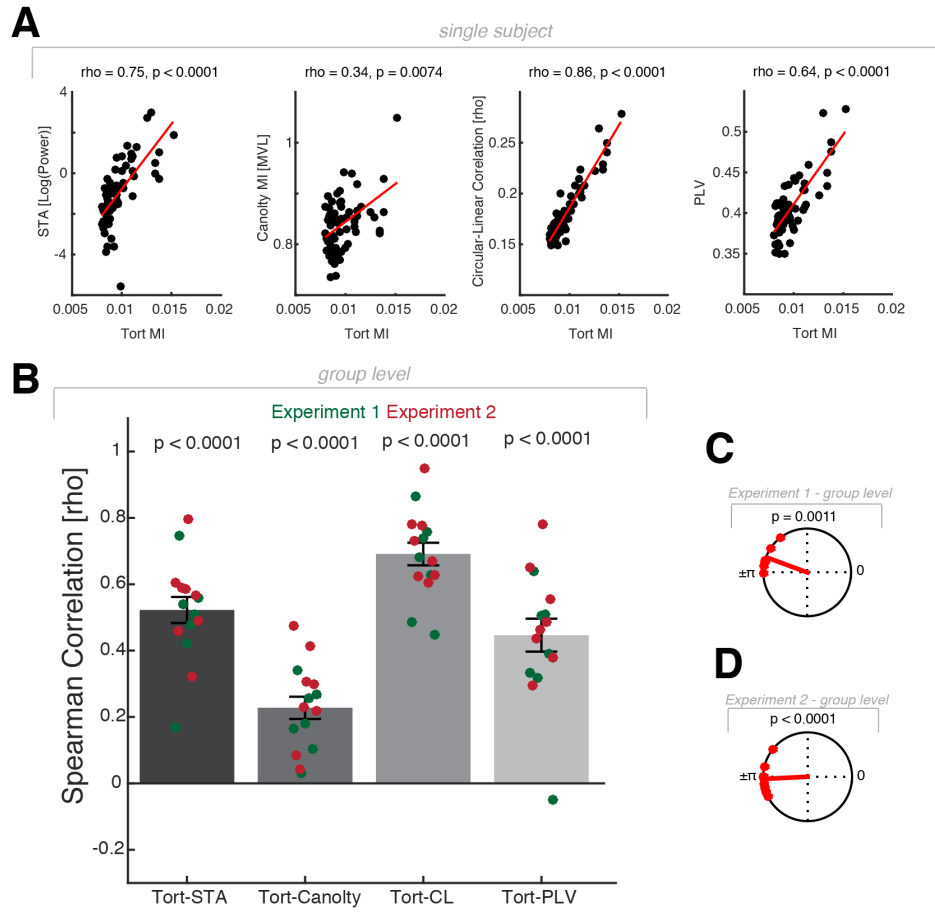 A
single subject
rho = 0.75, p < 0.0001
rho = 0.34, p = 0.0074
rho = 0.86, p < 0.0001
rho = 0.64, p < 0.0001
STA [Log(Power)]
4
0
-4
0.005 0.01 0.015 0.02
Tort MI
Canolty MI [MVL]
1
0.8
0.005 0.01 0.015 0.02
Tort MI
Circular-Linear Corelation [rho]
0.25
0.2
0.15
0.005 0.01 0.015 0.02
Tort MI
PLV
0.5
0.45
0.4
0.35
0.005 0.01 0.015 0.02
Tort MI
B
group level
Experiment 1 Experiment 2
p < 0.0001 p < 0.0001 p < 0.0001 p < 0.0001
Spearman Correlation [rho]
1
0.8
0.6
0.4
0.2
0
-0.2
Tort-STA Tort-Canolty Tort-CL Tort-PLV
C
Experiment 1 - group level
p = 0.0011
±π 0
D
Experiment 2 - group level
p < 0.0001
±π 0